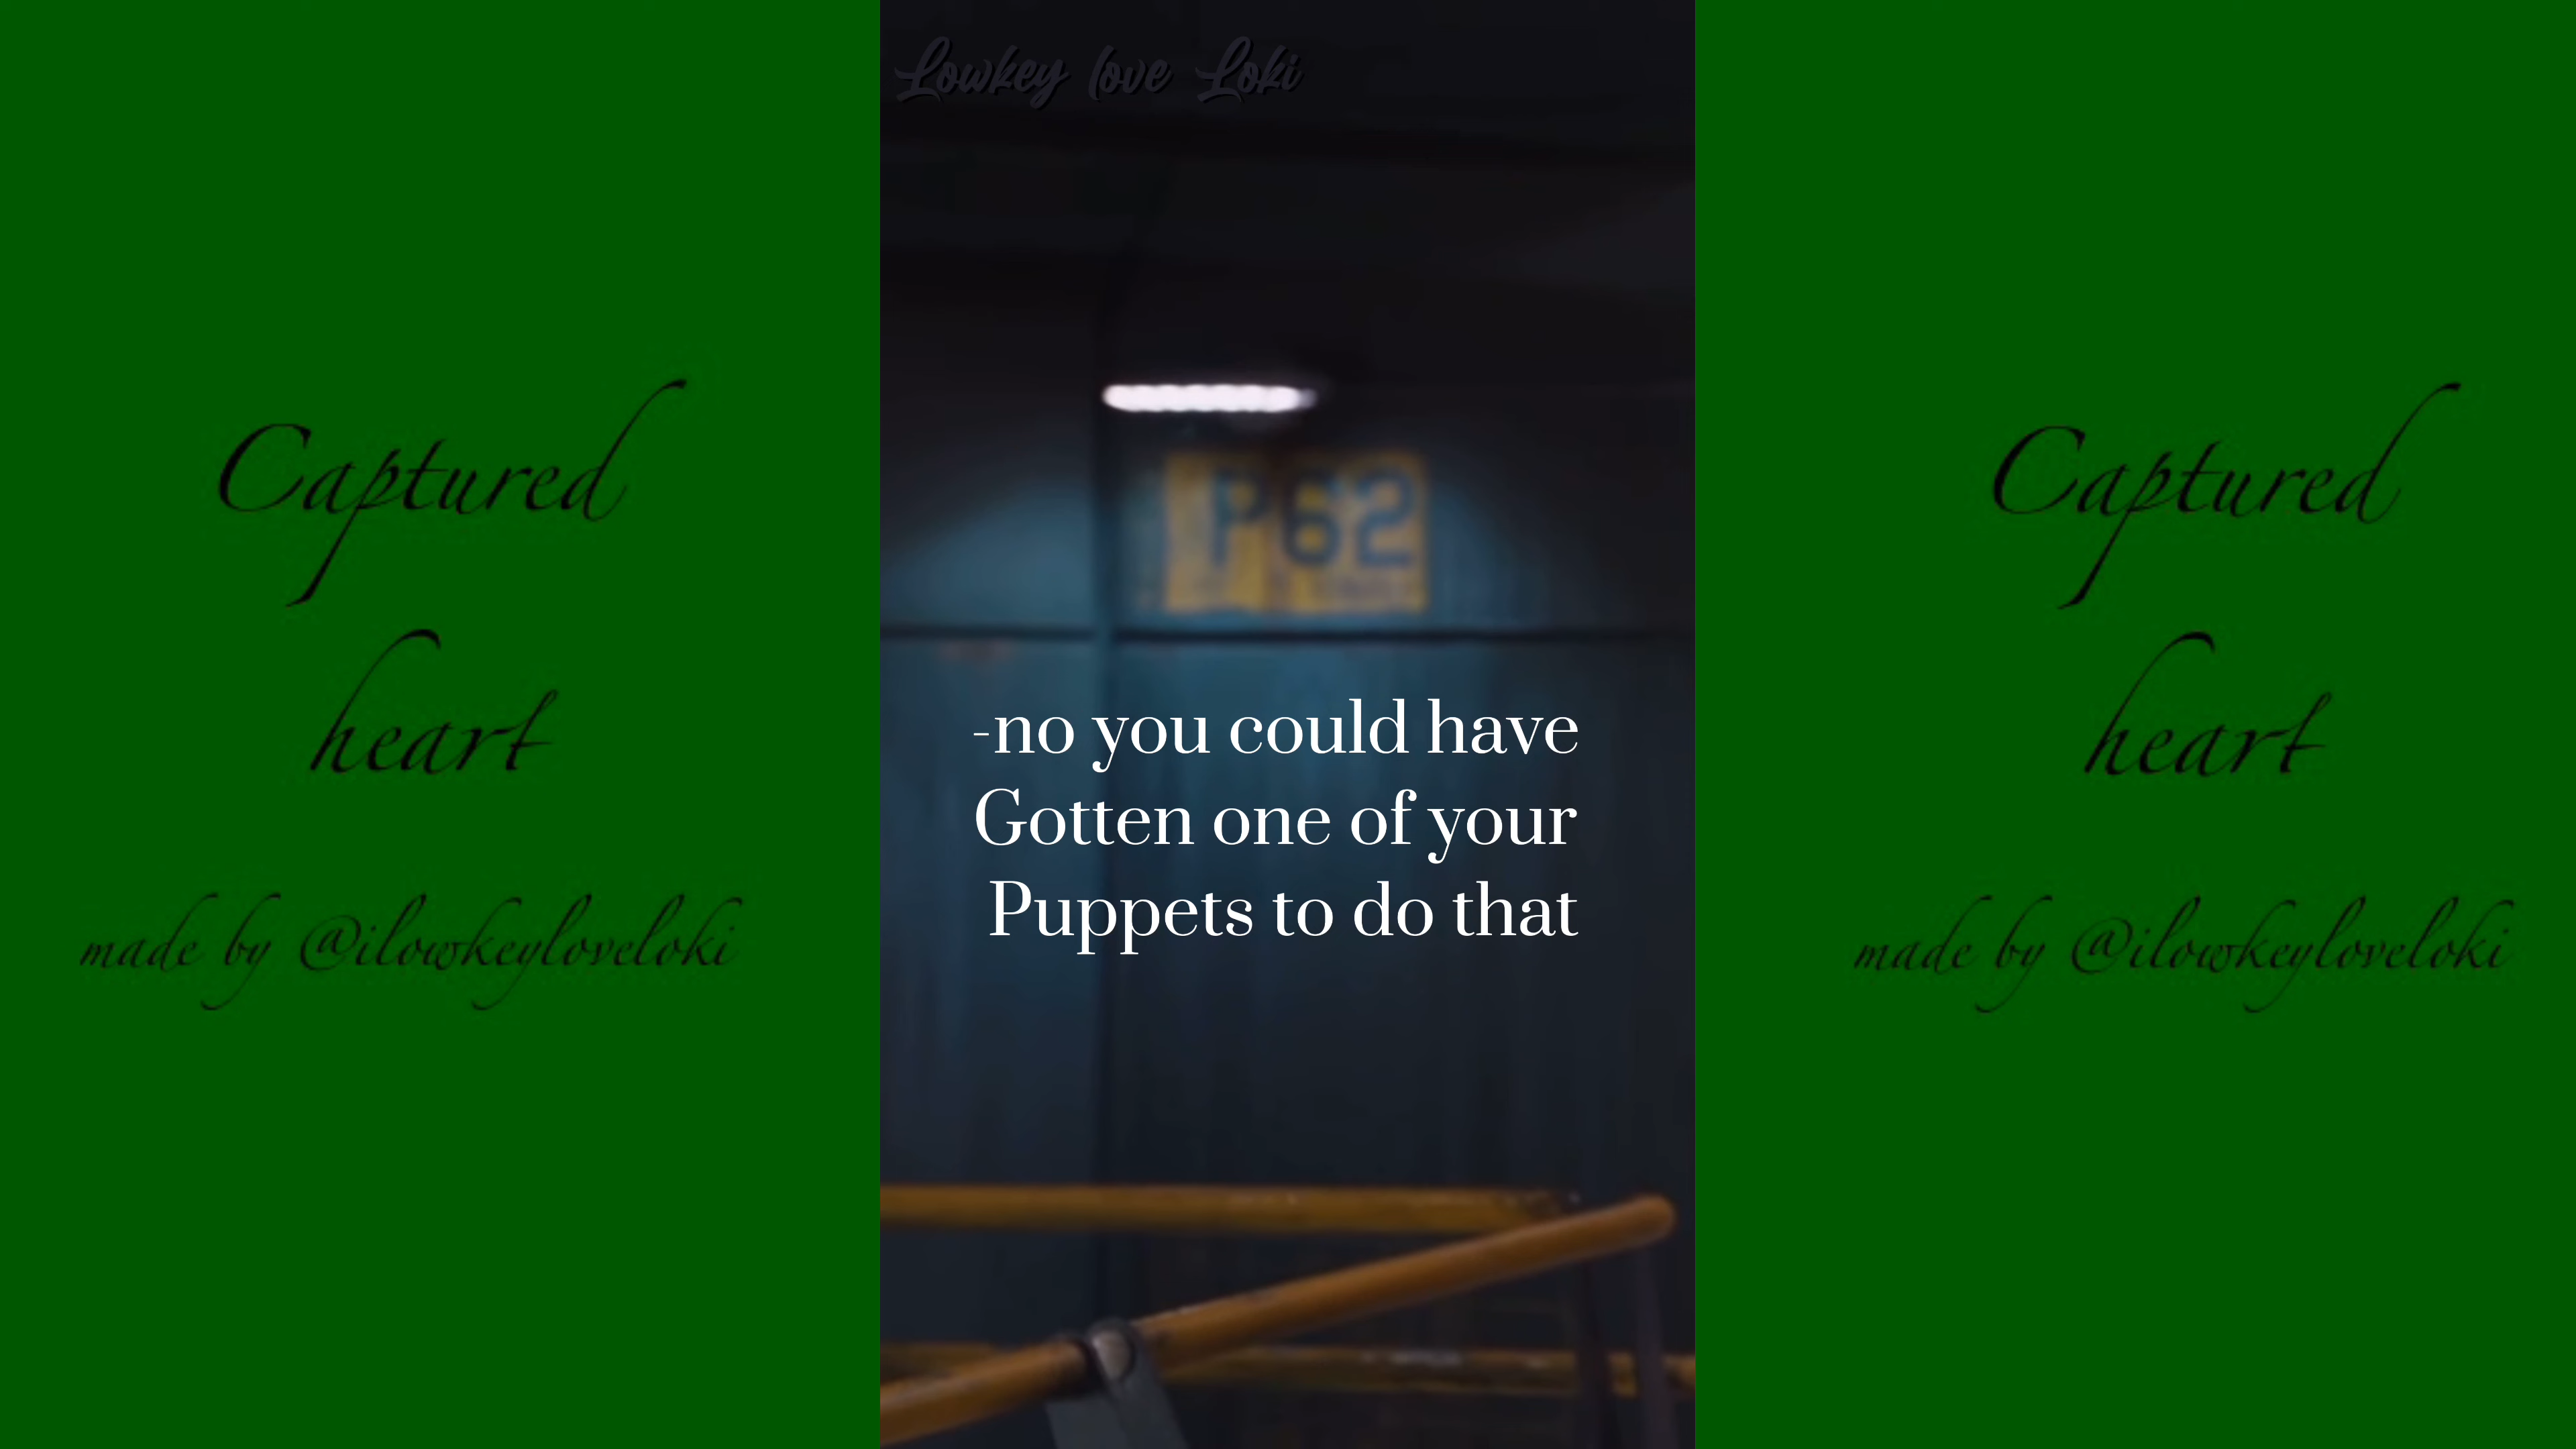 Lowkey love Loki
Captured
heart
made by @ilowkeyloveloki
P62
-no you could have
Gotten one of your
Puppets to do that
Captured
heart
made by @ilowkeyloveloki